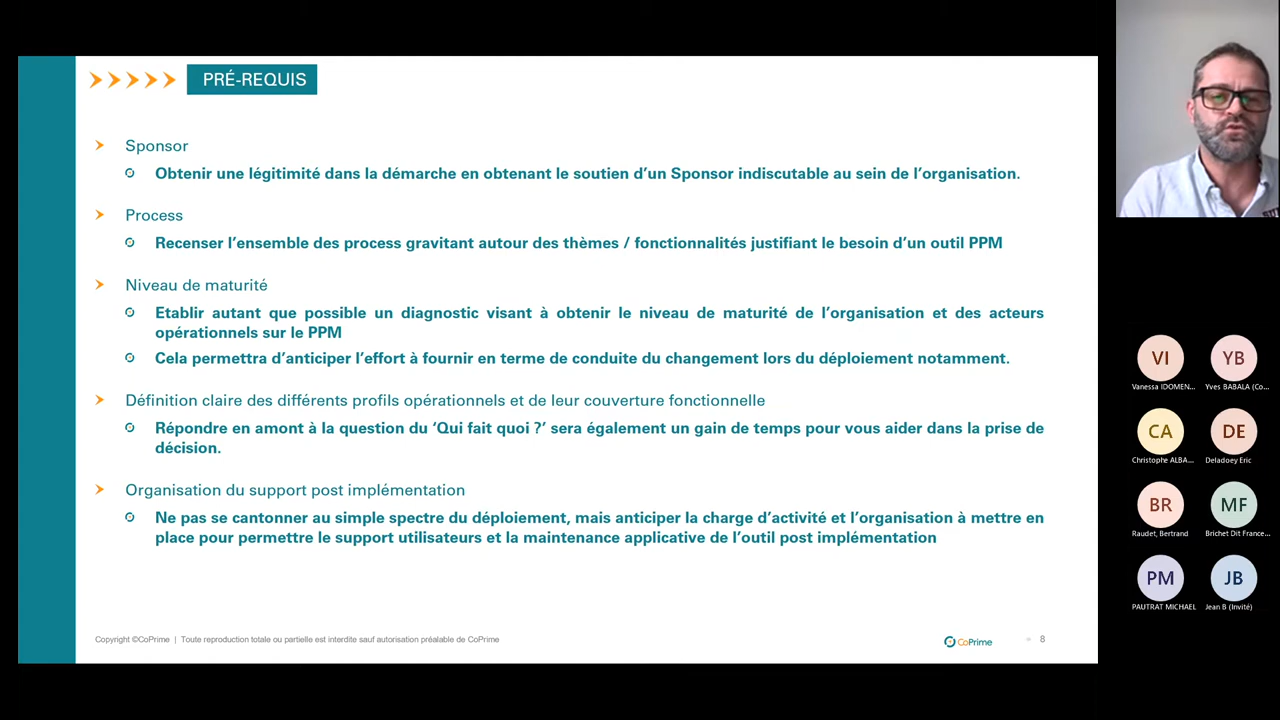 PRÉ-REQUIS
Sponsor
Obtenir une légitimité dans la démarche en obtenant le soutien d'un Sponsor indiscutable au sein de l'organisation.
Process
Recenser l'ensemble des process gravitant autour des thèmes / fonctionnalités justifiant le besoin d'un outil PPM
Niveau de maturité
Etablir autant que possible un diagnostic visant à obtenir le niveau de maturité de l'organisation et des acteurs
opérationnels sur le PPM
Cela permettra d'anticiper l'effort à fournir en terme de conduite du changement lors du déploiement notamment.
Définition claire des différents profils opérationnels et de leur couverture fonctionnelle
Répondre en amont à la question du 'Qui fait quoi ?' sera également un gain de temps pour vous aider dans la prise de
décision.
Organisation du support post implémentation
Ne pas se cantonner au simple spectre du déploiement, mais anticiper la charge d'activité et l'organisation à mettre en
place pour permettre le support utilisateurs et la maintenance applicative de l'outil post implémentation
Copyright ©CoPrime | Toute reproduction totale ou partielle est interdite sauf autorisation préalable de CoPrime
CoPrime
8
VI YB
Vanessa IDOMEN... Yves BABALA (Co...
CA DE
Christophe ALBA... Deladoey Eric
BR MF
Raudet, Bertrand Brichet Dit France...
PM JB
PAUTRAT MICHAEL Jean B (Invité)